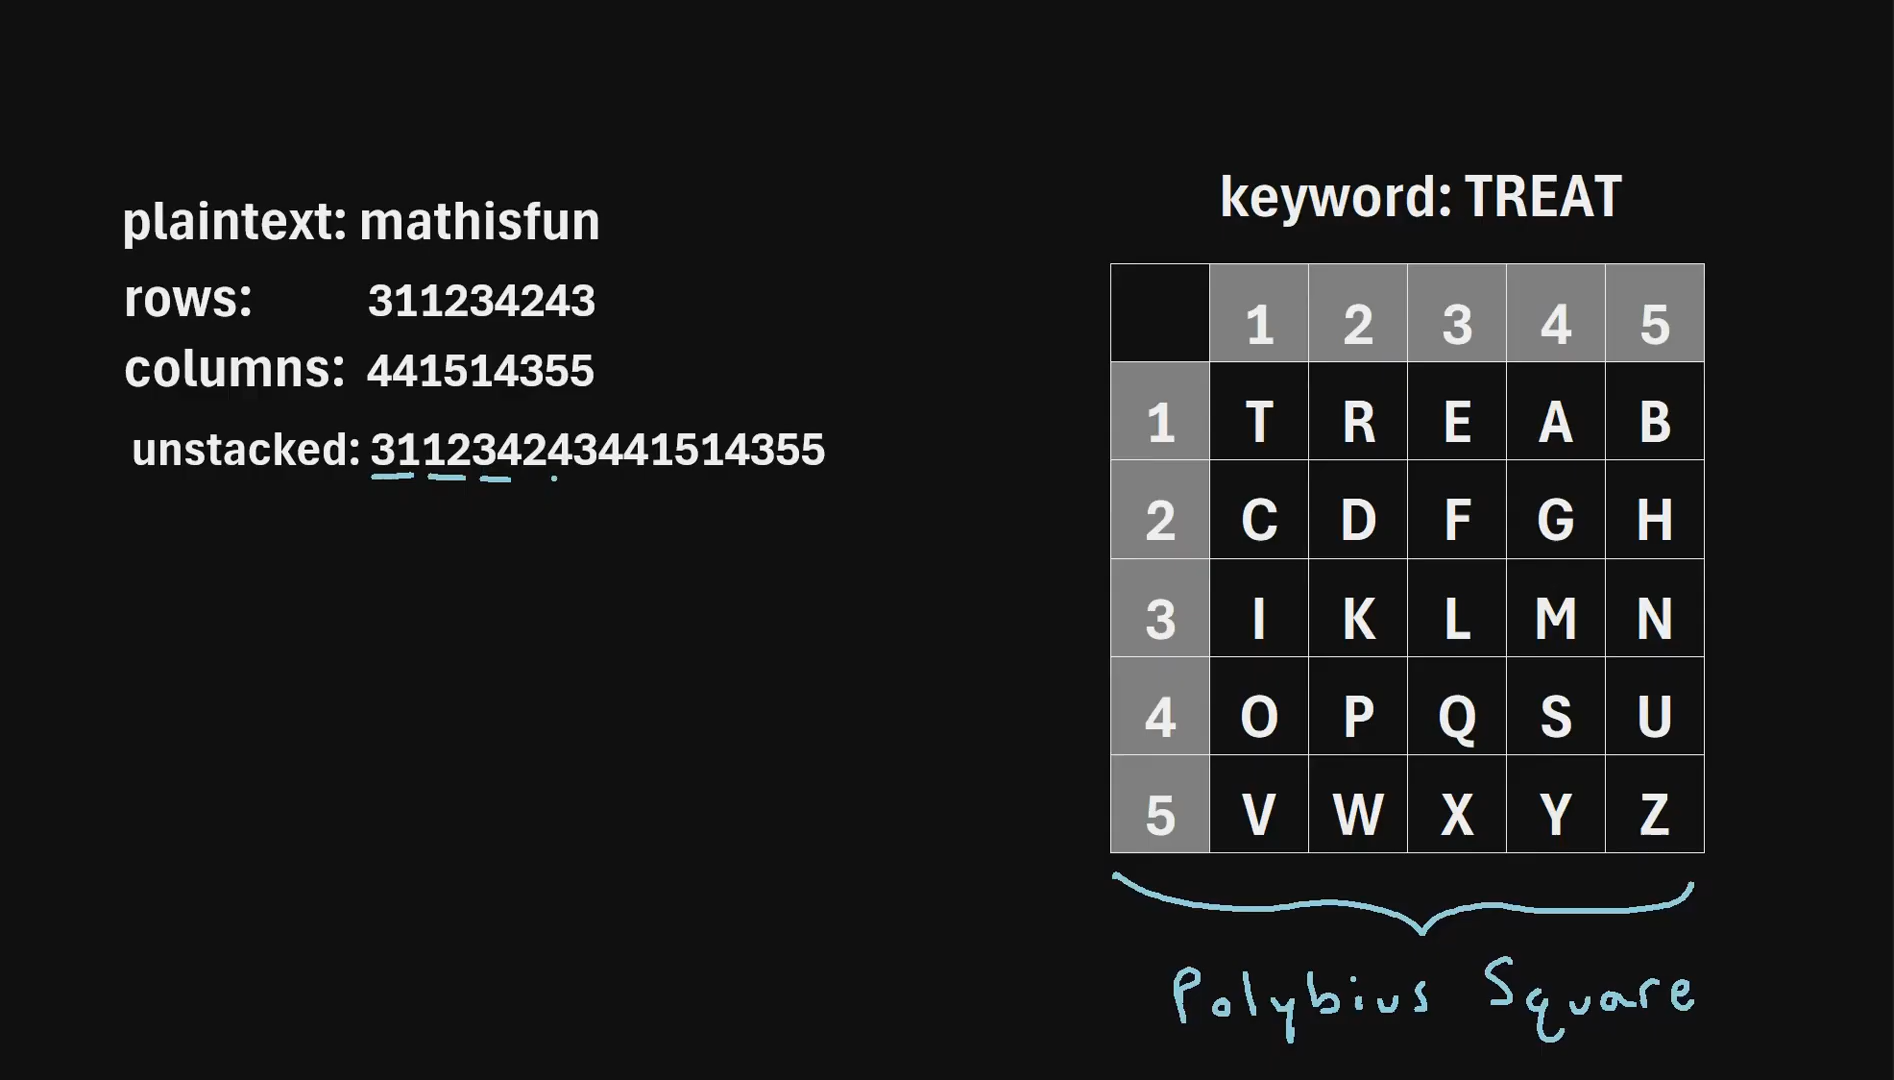 plaintext: mathisfun
rows: 311234243
columns: 441514355
unstacked: 311234243441514355
keyword: TREAT
1 2 3 4 5
1 T R E A B
2 C D F G H
3 I K L M N
4 O P Q S U
5 V W X Y Z
Polybius Square